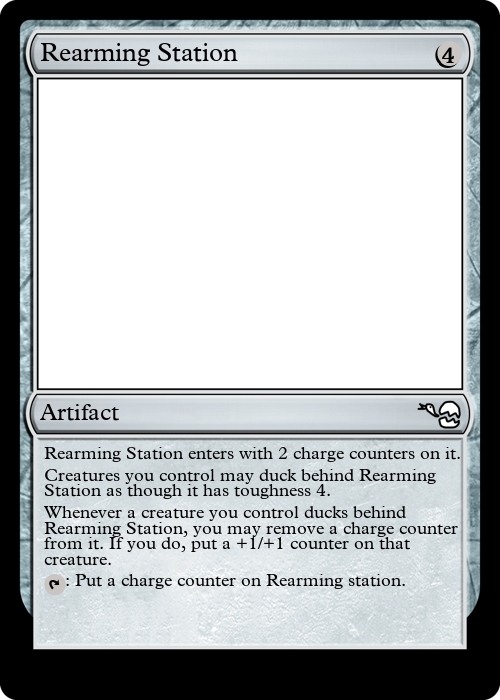 Rearming Station
4
Artifact
Rearming Station enters with 2 charge counters on it.
Creatures you control may duck behind Rearming
Station as though it has toughness 4.
Whenever a creature you control ducks behind
Rearming Station, you may remove a charge counter
from it. If you do, put a +1/+1 counter on that
creature.
: Put a charge counter on Rearming station.